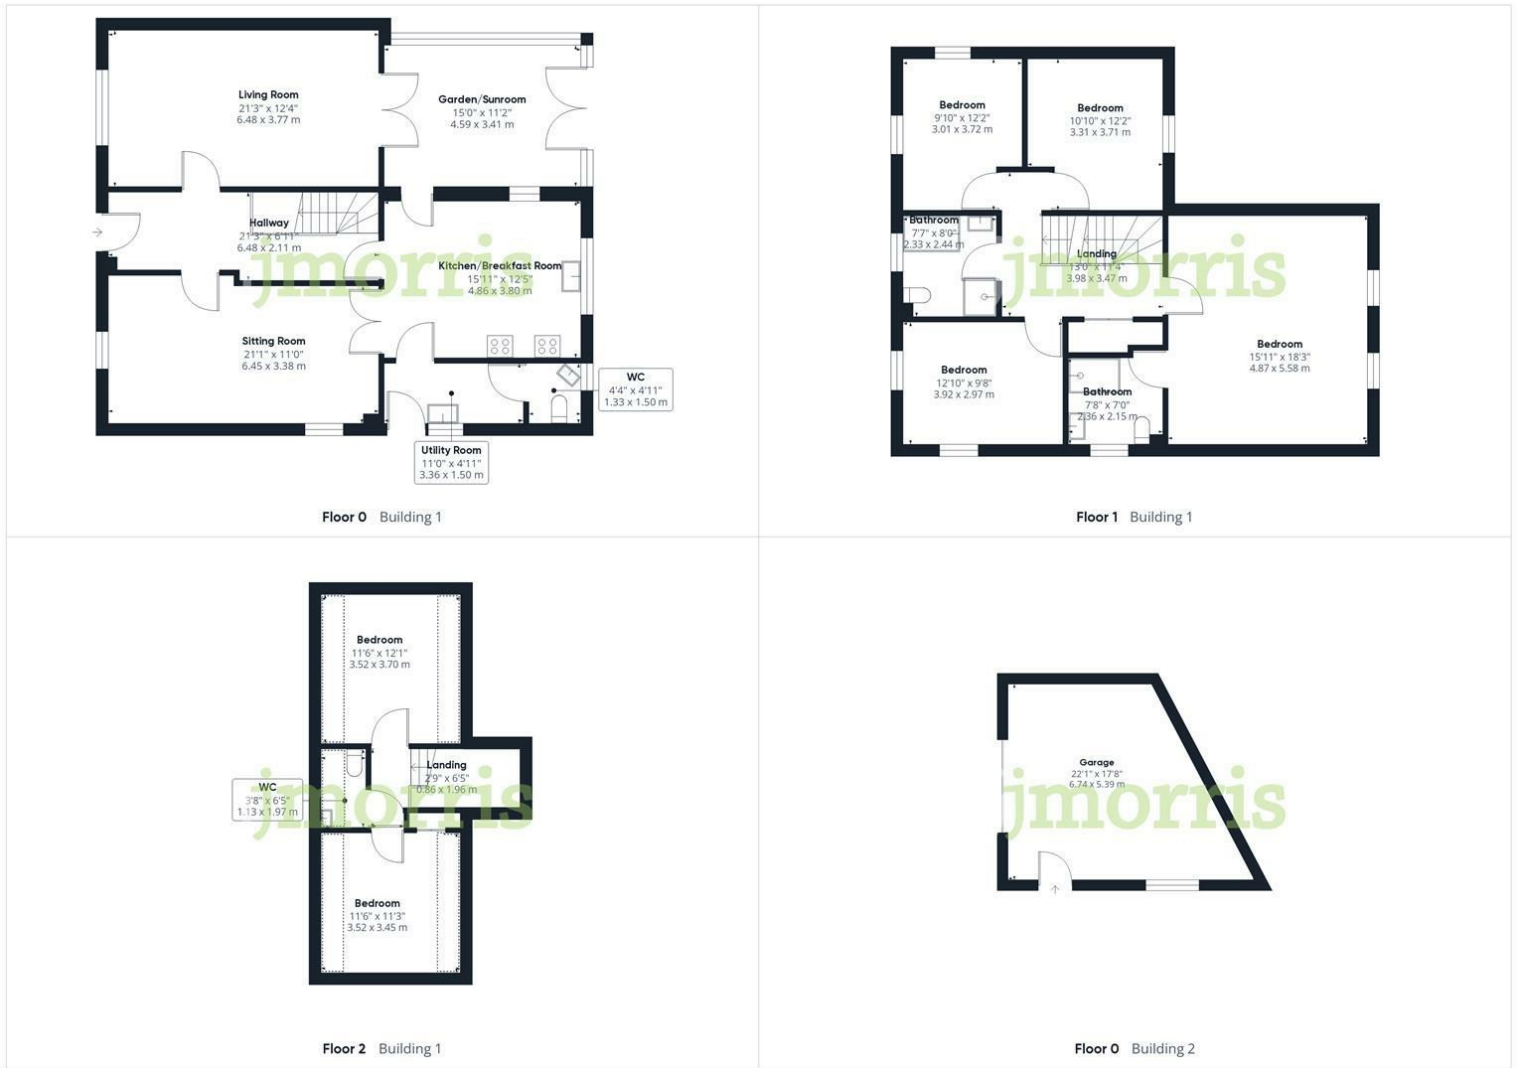 Living Room
21'3" x 12'4"
6.48 x 3.77 m
Garden/Sunroom
15'0" x 11'2"
4.59 x 3.41 m
Hallway
21'3" x 6'11"
6.48 x 2.11 m
jmorris
Kitchen/Breakfast Room
15'11" x 12'5"
4.86 x 3.80 m
Sitting Room
21'1" x 11'0"
6.45 x 3.38 m
WC
4'4" x 4'11"
1.33 x 1.50 m
Utility Room
11'0" x 4'11"
3.36 x 1.50 m
Floor 0 Building 1
Bedroom
9'10" x 12'2"
3.01 x 3.72 m
Bedroom
10'10" x 12'2"
3.31 x 3.71 m
Bathroom
7'7" x 8'0"
2.33 x 2.44 m
Landing
13'0" x 11'4"
3.98 x 3.47 m
jmorris
Bedroom
15'11" x 18'3"
4.87 x 5.58 m
Bedroom
12'10" x 9'8"
3.92 x 2.97 m
Bathroom
7'8" x 7'0"
2.36 x 2.15 m
Floor 1 Building 1
Bedroom
11'6" x 12'1"
3.52 x 3.70 m
Landing
2'9" x 6'5"
0.86 x 1.96 m
WC
3'8" x 6'5"
1.13 x 1.97 m
jmorris
Bedroom
11'6" x 11'3"
3.52 x 3.45 m
Floor 2 Building 1
Garage
22'1" x 17'8"
6.74 x 5.39 m
jmorris
Floor 0 Building 2